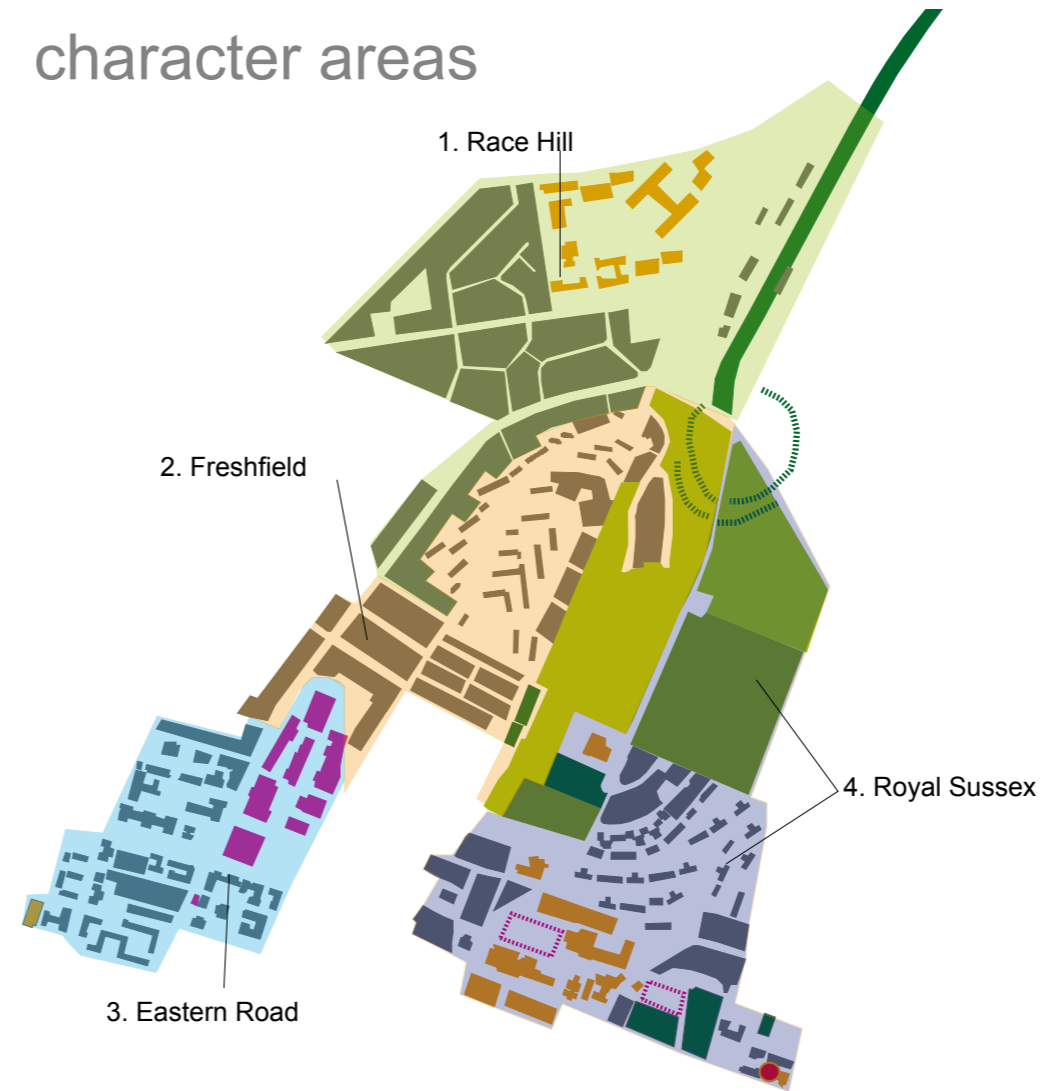 character areas
1. Race Hill
2. Freshfield
4. Royal Sussex
3. Eastern Road